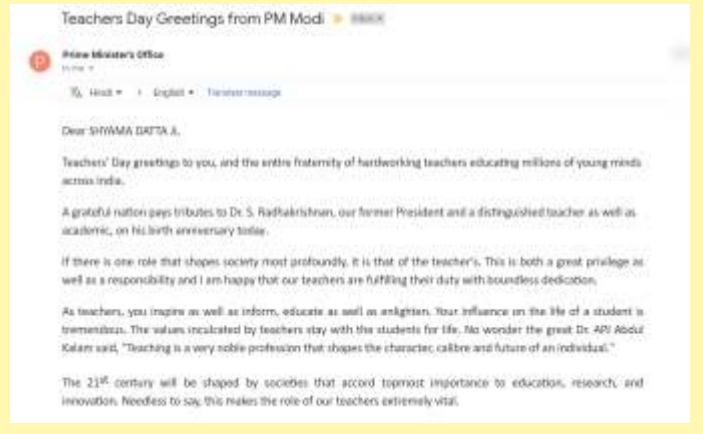 Teachers Day Greetings from PM Modi
Prime Minister's Office
to me
Hindi > English Translate message
Dear SHYAMA DATTA Ji,
Teachers' Day greetings to you, and the entire fraternity of hardworking teachers educating millions of young minds
across India.
A grateful nation pays tributes to Dr. S. Radhakrishnan, our former President and a distinguished teacher as well as
academic, on his birth anniversary today.
If there is one role that shapes society most profoundly, it is that of the teacher's. This is both a great privilege as
well as a responsibility and I am happy that our teachers are fulfilling their duty with boundless dedication.
As teachers, you inspire as well as inform, educate as well as enlighten. Your influence on the life of a student is
tremendous. The values inculcated by teachers stay with the students for life. No wonder the great Dr. APJ Abdul
Kalam said, "Teaching is a very noble profession that shapes the character, calibre and future of an individual."
The 21st century will be shaped by societies that accord topmost importance to education, research, and
innovation. Needless to say, this makes the role of our teachers extremely vital.